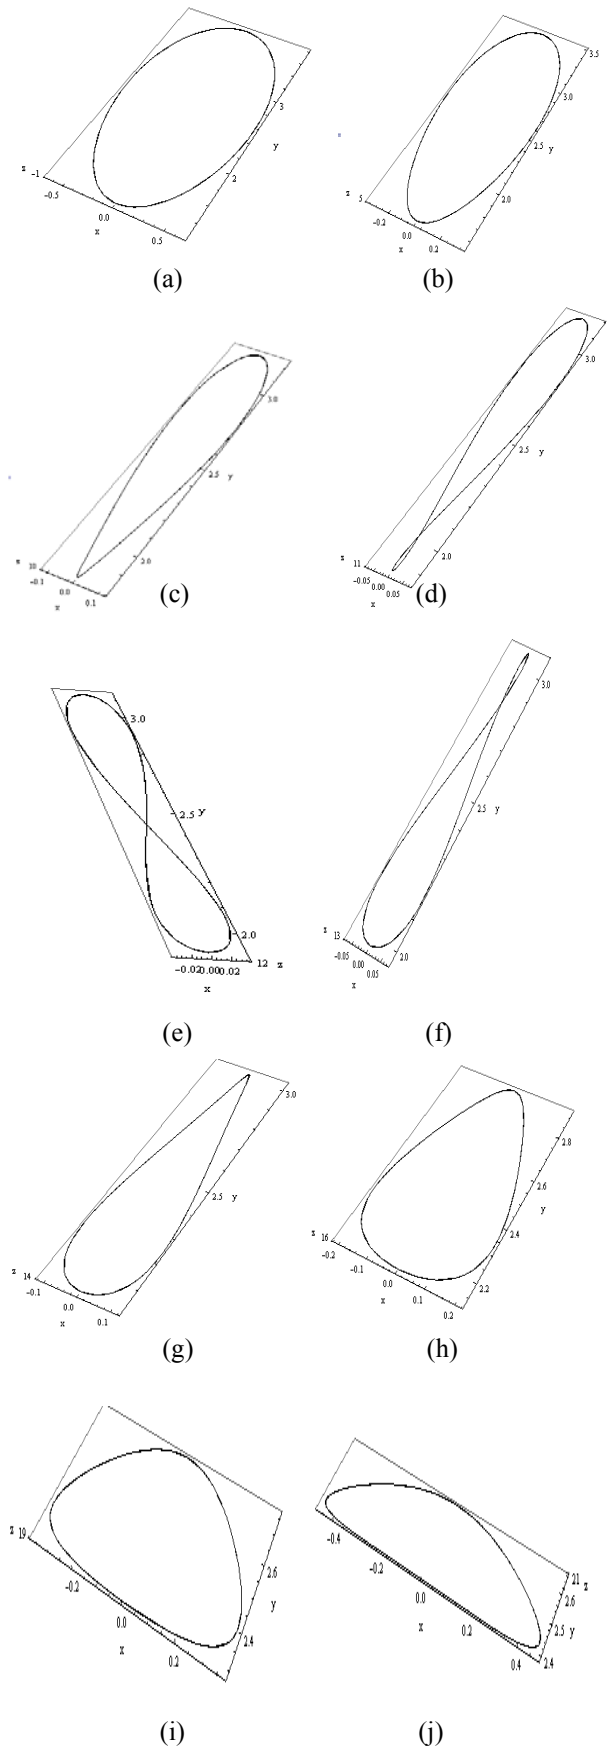 z -1
-0.5
0.0
0.5
x
2
3
y
(a)
z 5
-0.2
0.0
0.2
x
2.0
2.5
3.0
3.5
y
(b)
z 10
-0.1
0.0
0.1
x
2.0
2.5
3.0
y
(c)
z 11
-0.05 0.00 0.05
x
2.0
2.5
3.0
y
(d)
3.0
2.5 y
2.0
12 z
-0.02 0.00 0.02
x
(e)
3.0
2.5 y
2.0
z 13
-0.05 0.00 0.05
x
(f)
3.0
2.5 y
z 14
-0.1
0.0
0.1
x
(g)
2.8
2.6
y
2.4
2.2
z 16
-0.2
-0.1
0.0
0.1
0.2
x
(h)
z 19
-0.2
0.0
0.2
x
2.6
y
2.4
(i)
-0.4
-0.2
0.0
0.2
0.4
x
21 z
2.6
2.5 y
2.4
(j)